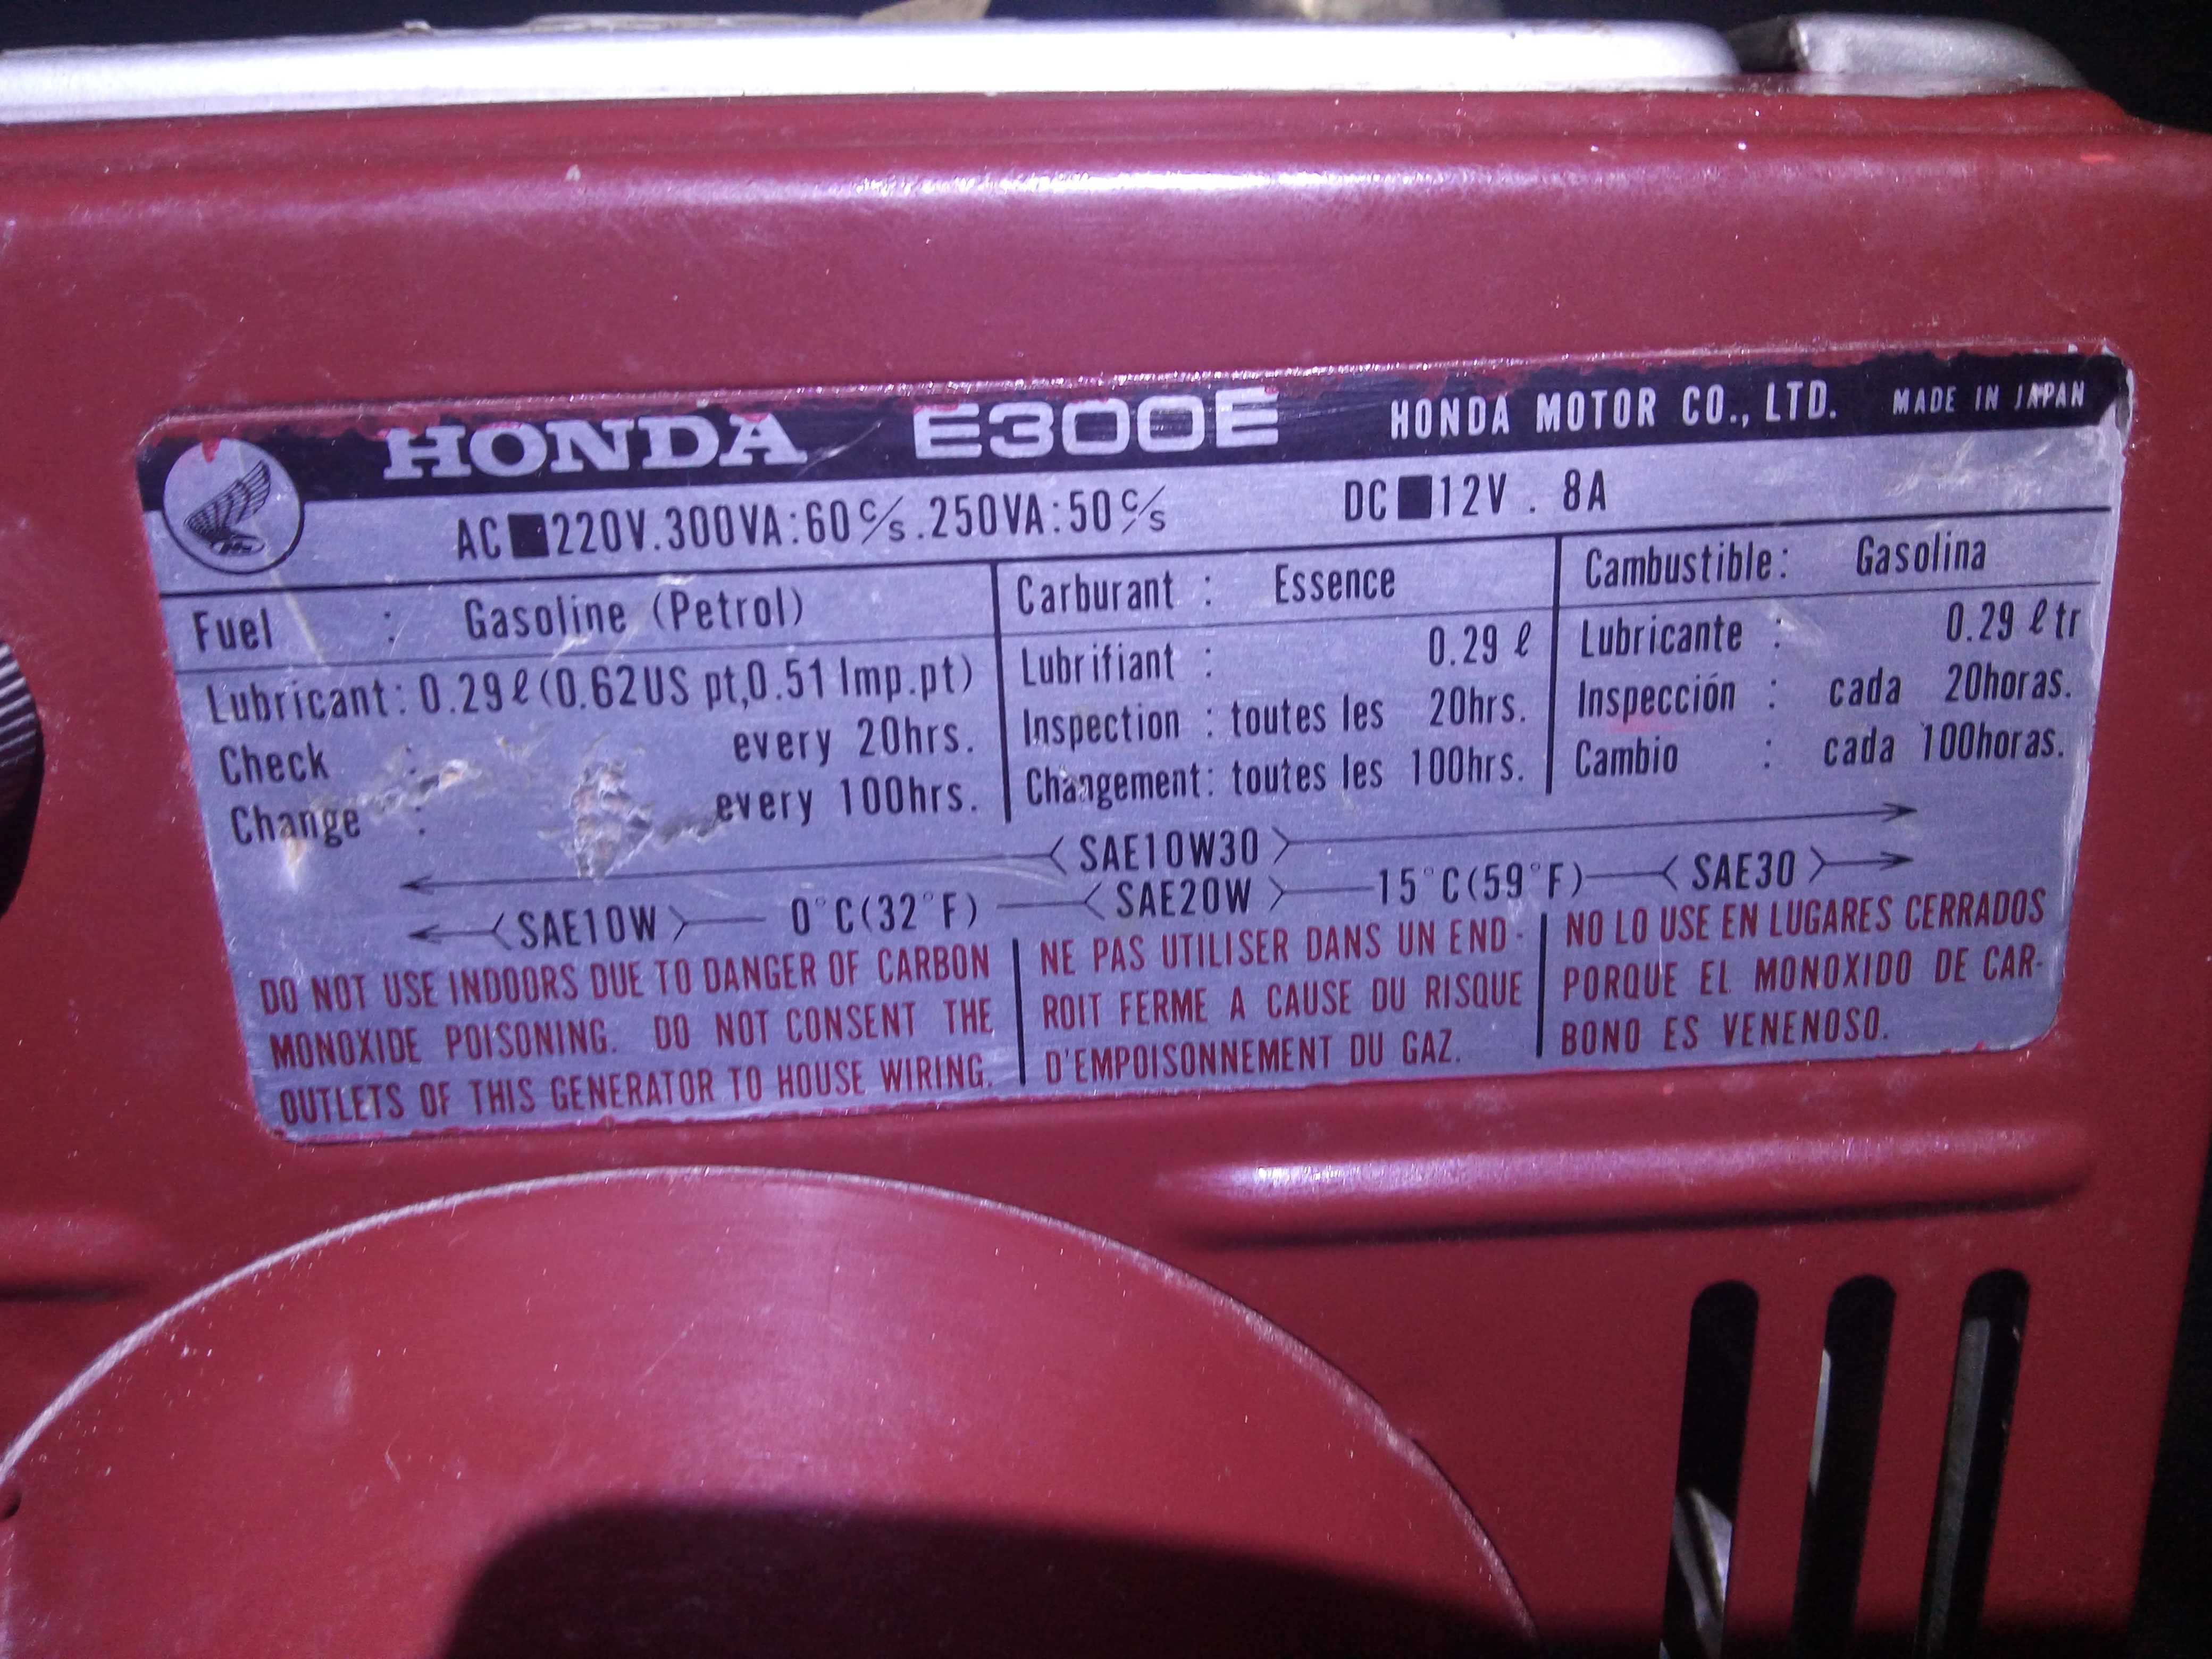 HONDA E300E HONDA MOTOR CO., LTD. MADE IN JAPAN
AC■220V.300VA:60 c/s.250VA:50 c/s DC■12V . 8A
Fuel : Gasoline (Petrol)
Lubricant: 0.29ℓ(0.62US pt,0.51 Imp.pt)
Check : every 20hrs.
Change : every 100hrs.
Carburant : Essence
Lubrifiant : 0.29 ℓ
Inspection : toutes les 20hrs.
Changement: toutes les 100hrs.
Cambustible: Gasolina
Lubricante : 0.29 ℓtr
Inspección : cada 20horas.
Cambio : cada 100horas.
SAE10W30
SAE10W 0°C(32°F) SAE20W 15°C(59°F) SAE30
DO NOT USE INDOORS DUE TO DANGER OF CARBON
MONOXIDE POISONING. DO NOT CONSENT THE
OUTLETS OF THIS GENERATOR TO HOUSE WIRING.
NE PAS UTILISER DANS UN END-
ROIT FERME A CAUSE DU RISQUE
D'EMPOISONNEMENT DU GAZ.
NO LO USE EN LUGARES CERRADOS
PORQUE EL MONOXIDO DE CAR-
BONO ES VENENOSO.